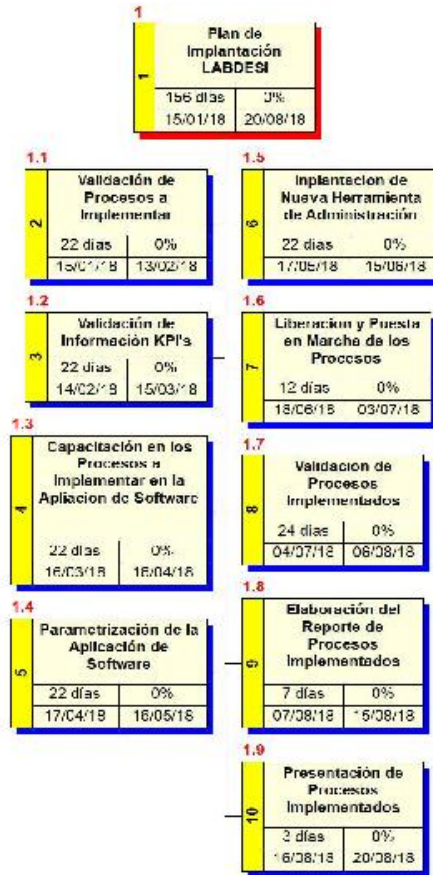 1
1
Plan de
Implantación
LABDESI
156 días 0%
15/01/18 20/08/18
1.1
2
Validación de
Procesos a
Implementar
22 días 0%
15/01/18 13/02/18
1.2
3
Validación de
Información KPI's
22 días 0%
14/02/18 15/03/18
1.3
4
Capacitación en los
Procesos a
Implementar en la
Apliacion de Software
22 días 0%
16/03/18 16/04/18
1.4
5
Parametrización de la
Aplicación de
Software
22 días 0%
17/04/18 16/05/18
1.5
6
Inplantacion de
Nueva Herramienta
de Administración
22 días 0%
17/05/18 15/06/18
1.6
7
Liberacion y Puesta
en Marcha de los
Procesos
12 días 0%
18/06/18 03/07/18
1.7
8
Validacion de
Procesos
Implementados
24 días 0%
04/07/18 06/08/18
1.8
9
Elaboración del
Reporte de
Procesos
Implementados
7 días 0%
07/08/18 15/08/18
1.9
10
Presentación de
Procesos
Implementados
3 días 0%
16/08/18 20/08/18